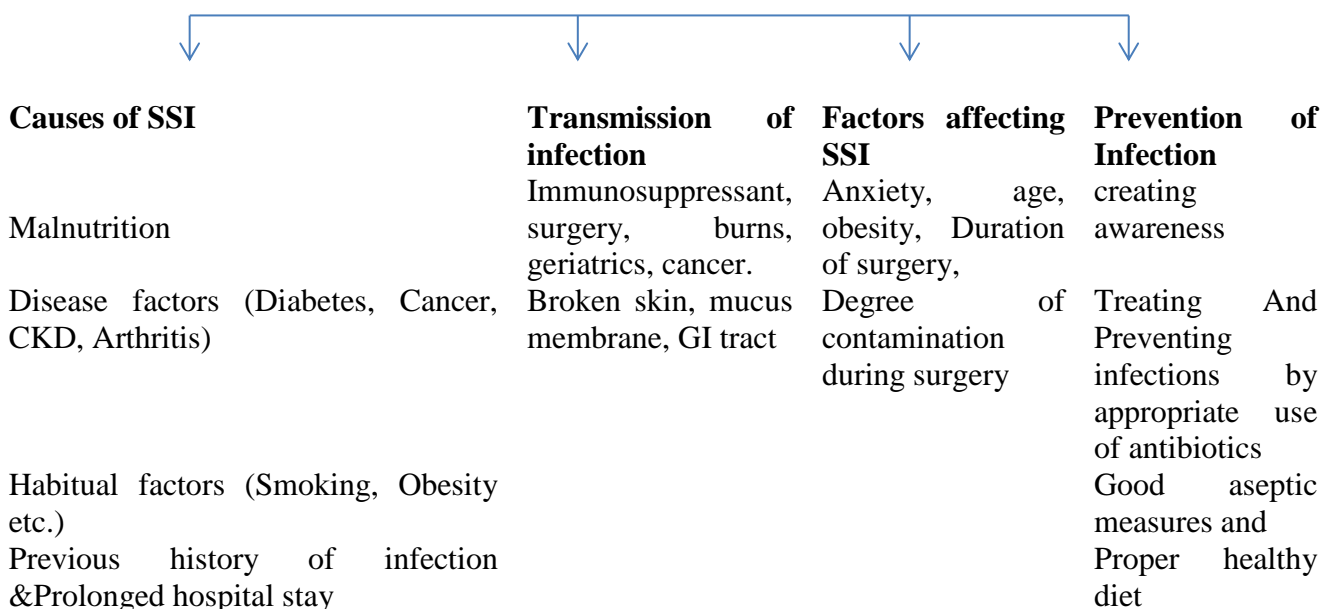 Causes of SSI
Malnutrition
Disease factors (Diabetes, Cancer,
CKD, Arthritis)
Habitual factors (Smoking, Obesity
etc.)
Previous history of infection
&Prolonged hospital stay
Transmission of
infection
Immunosuppressant,
surgery, burns,
geriatrics, cancer.
Broken skin, mucus
membrane, GI tract
Factors affecting
SSI
Anxiety, age,
obesity, Duration
of surgery,
Degree of
contamination
during surgery
Prevention of
Infection
creating
awareness
Treating And
Preventing
infections by
appropriate use
of antibiotics
Good aseptic
measures and
Proper healthy
diet